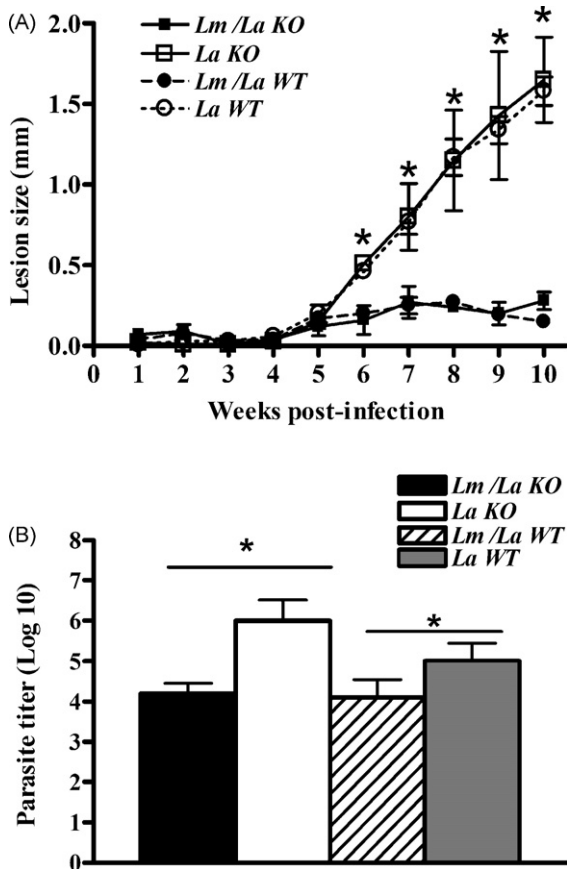 (A)
Lm /La KO
La KO
Lm /La WT
La WT
2.0
1.5
1.0
0.5
0.0
Lesion size (mm)
* * * * *
0 1 2 3 4 5 6 7 8 9 10
Weeks post-infection
(B)
Lm /La KO
La KO
Lm /La WT
La WT
8
7
6
5
4
3
2
1
0
Parasite titer (Log 10)
* *